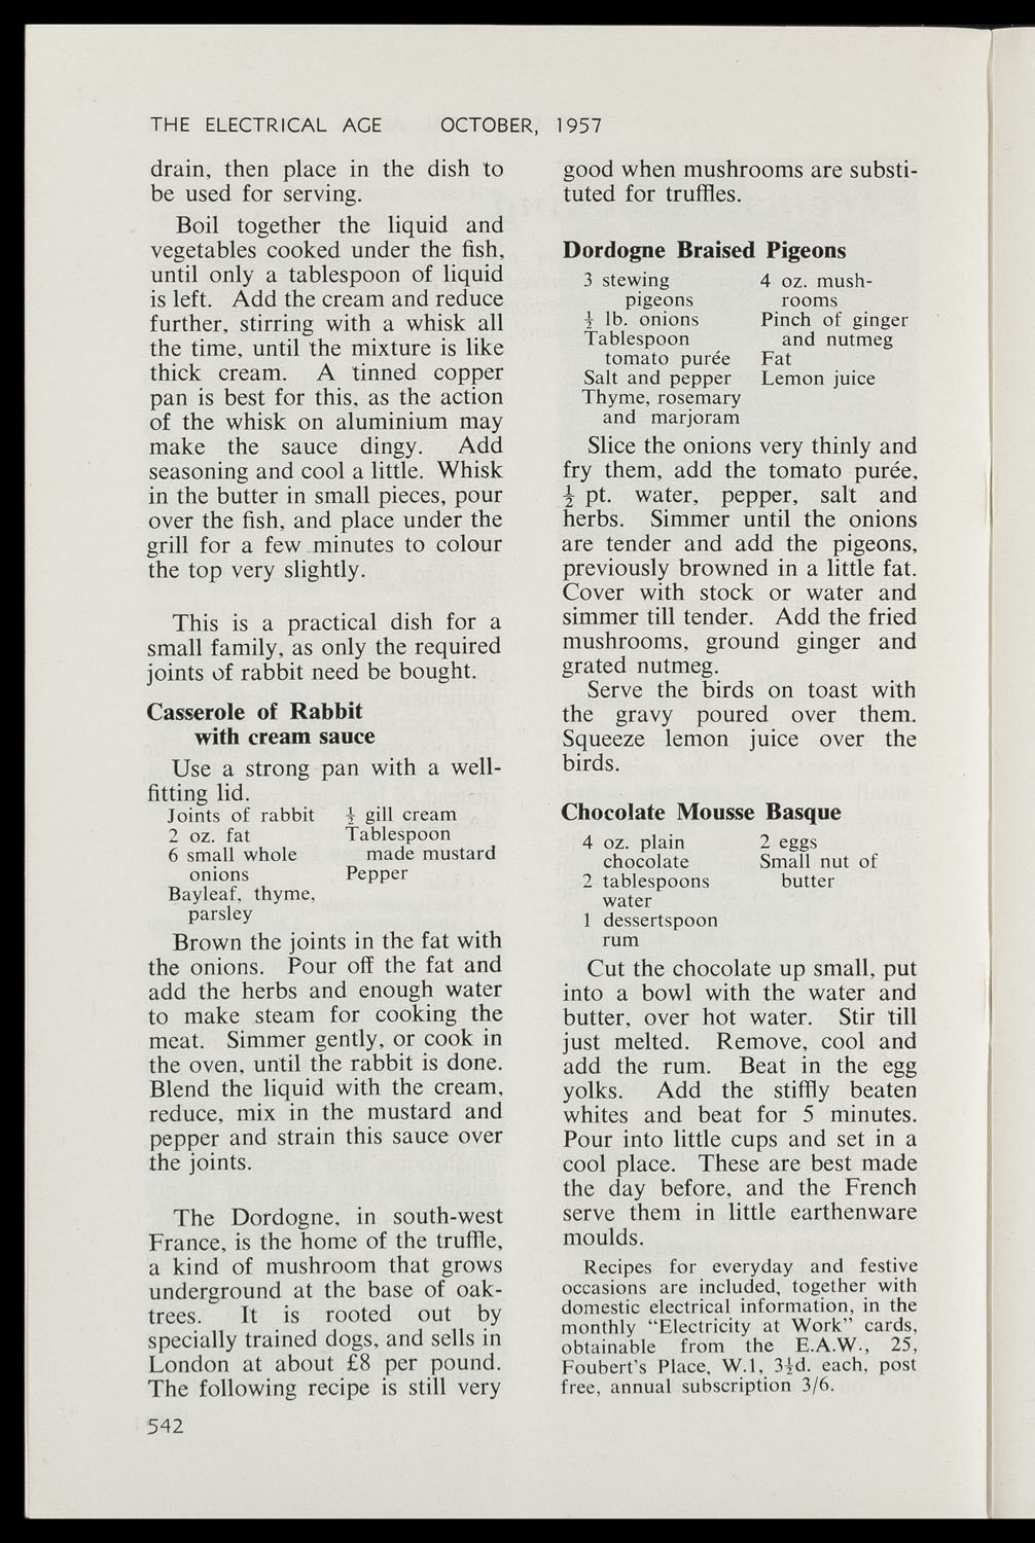 THE ELECTRICAL AGE OCTOBER, 1957
drain, then place in the dish to
be used for serving.
Boil together the liquid and
vegetables cooked under the fish,
until only a tablespoon of liquid
is left. Add the cream and reduce
further, stirring with a whisk all
the time, until the mixture is like
thick cream. A tinned copper
pan is best for this, as the action
of the whisk on aluminium may
make the sauce dingy. Add
seasoning and cool a little. Whisk
in the butter in small pieces, pour
over the fish, and place under the
grill for a few minutes to colour
the top very slightly.
This is a practical dish for a
small family, as only the required
joints of rabbit need be bought.
Casserole of Rabbit
with cream sauce
Use a strong pan with a well-
fitting lid.
Joints of rabbit
2 oz. fat
6 small whole
onions
Bayleaf, thyme,
parsley
½ gill cream
Tablespoon
made mustard
Pepper
Brown the joints in the fat with
the onions. Pour off the fat and
add the herbs and enough water
to make steam for cooking the
meat. Simmer gently, or cook in
the oven, until the rabbit is done.
Blend the liquid with the cream,
reduce, mix in the mustard and
pepper and strain this sauce over
the joints.
The Dordogne, in south-west
France, is the home of the truffle,
a kind of mushroom that grows
underground at the base of oak-
trees. It is rooted out by
specially trained dogs, and sells in
London at about £8 per pound.
The following recipe is still very
good when mushrooms are substi-
tuted for truffles.
Dordogne Braised Pigeons
3 stewing
pigeons
½ lb. onions
Tablespoon
tomato purée
Salt and pepper
Thyme, rosemary
and marjoram
4 oz. mush-
rooms
Pinch of ginger
and nutmeg
Fat
Lemon juice
Slice the onions very thinly and
fry them, add the tomato purée,
½ pt. water, pepper, salt and
herbs. Simmer until the onions
are tender and add the pigeons,
previously browned in a little fat.
Cover with stock or water and
simmer till tender. Add the fried
mushrooms, ground ginger and
grated nutmeg.
Serve the birds on toast with
the gravy poured over them.
Squeeze lemon juice over the
birds.
Chocolate Mousse Basque
4 oz. plain
chocolate
2 tablespoons
water
1 dessertspoon
rum
2 eggs
Small nut of
butter
Cut the chocolate up small, put
into a bowl with the water and
butter, over hot water. Stir till
just melted. Remove, cool and
add the rum. Beat in the egg
yolks. Add the stiffly beaten
whites and beat for 5 minutes.
Pour into little cups and set in a
cool place. These are best made
the day before, and the French
serve them in little earthenware
moulds.
Recipes for everyday and festive
occasions are included, together with
domestic electrical information, in the
monthly “Electricity at Work” cards,
obtainable from the E.A.W., 25,
Foubert's Place, W.1, 3½d. each, post
free, annual subscription 3/6.
542